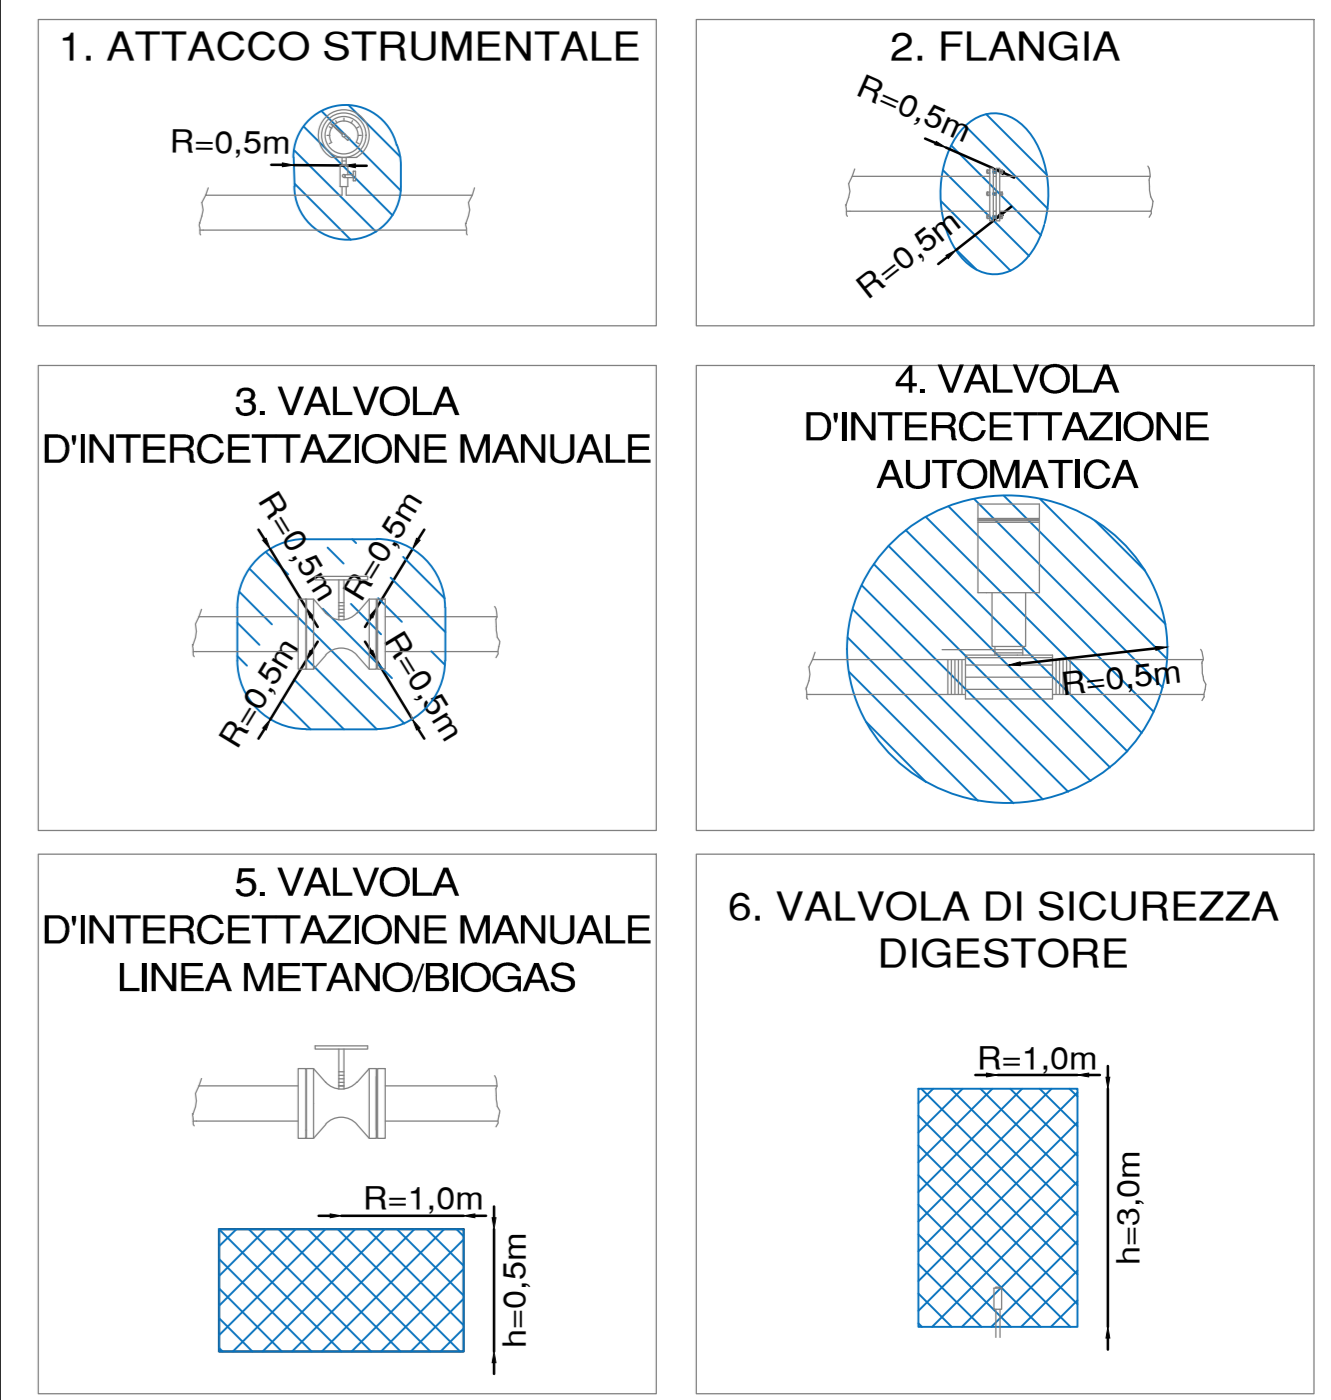 1. ATTACCO STRUMENTALE
R=0,5m
2. FLANGIA
R=0,5m
R=0,5m
3. VALVOLA
D'INTERCETTAZIONE MANUALE
R=0,5m
R=0,5m
R=0,5m
R=0,5m
4. VALVOLA
D'INTERCETTAZIONE
AUTOMATICA
R=0,5m
5. VALVOLA
D'INTERCETTAZIONE MANUALE
LINEA METANO/BIOGAS
R=1,0m
h=0,5m
6. VALVOLA DI SICUREZZA
DIGESTORE
R=1,0m
h=3,0m